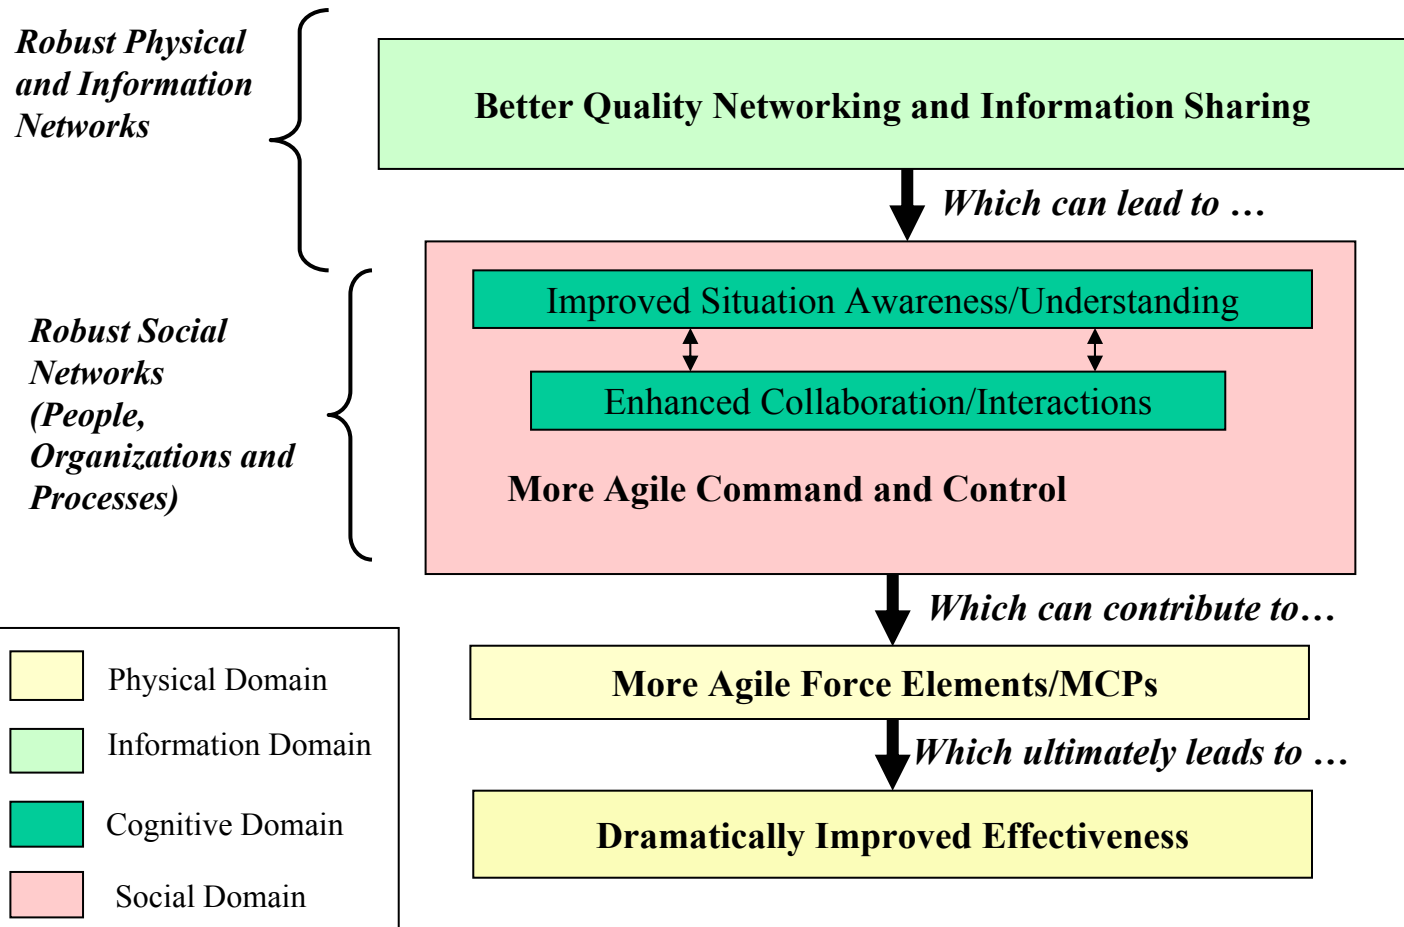 Robust Physical
and Information
Networks
Better Quality Networking and Information Sharing
Which can lead to …
Robust Social
Networks
(People,
Organizations and
Processes)
Improved Situation Awareness/Understanding
Enhanced Collaboration/Interactions
More Agile Command and Control
Which can contribute to…
More Agile Force Elements/MCPs
Which ultimately leads to …
Dramatically Improved Effectiveness
Physical Domain
Information Domain
Cognitive Domain
Social Domain